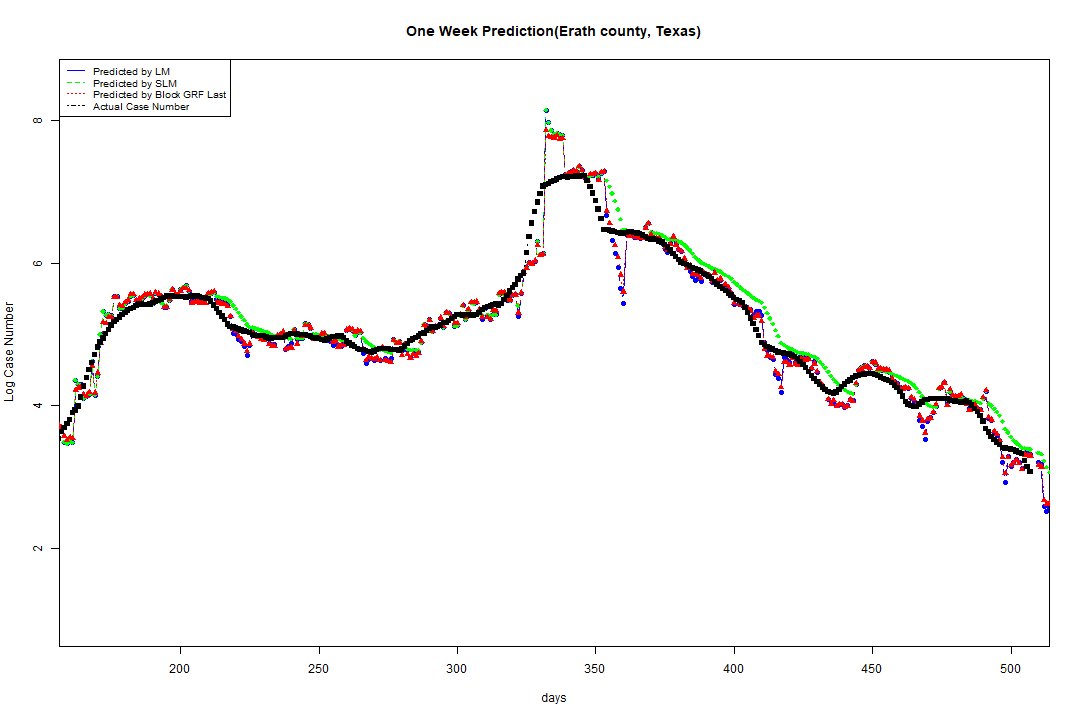 One Week Prediction(Erath county, Texas)
Predicted by LM
Predicted by SLM
Predicted by Block GRF Last
Actual Case Number
8
6
4
2
Log Case Number
200 250 300 350 400 450 500
days